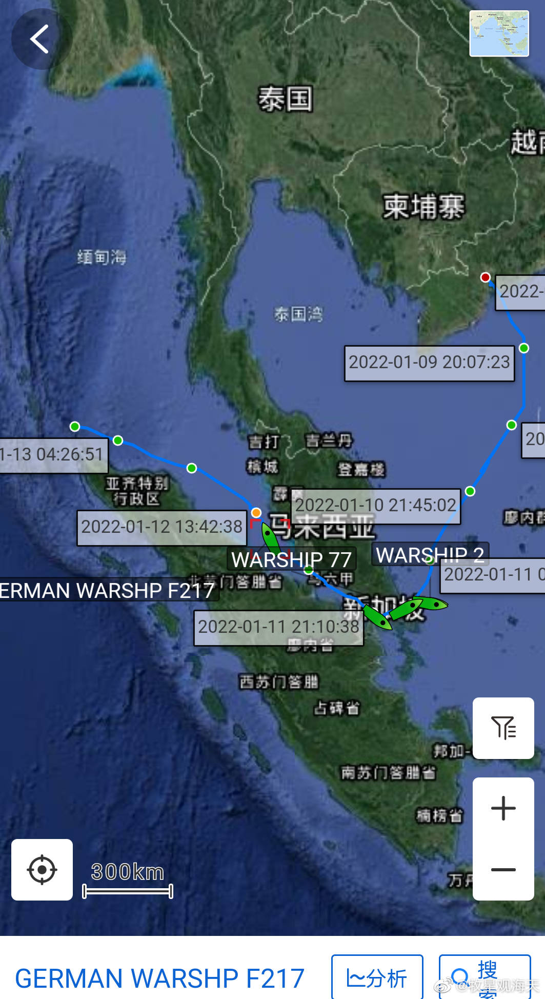 泰国
越南
柬埔寨
缅甸海
2022-
泰国湾
2022-01-09 20:07:23
20
吉打
吉兰丹
1-13 04:26:51
槟城
登嘉楼
亚齐特别
行政区
霹
2022-01-10 21:45:02
廖内群
2022-01-12 13:42:38
马来西亚
WARSHIP 77
WARSHIP 2
2022-01-11 0
北苏门答腊省
马六甲
ERMAN WARSHP F217
新加坡
2022-01-11 21:10:38
廖内省
西苏门答腊
占碑省
邦加-
南苏门答腊省
楠榜省
300km
万丹
GERMAN WARSHP F217
分析
搜
索
@牧星观海天